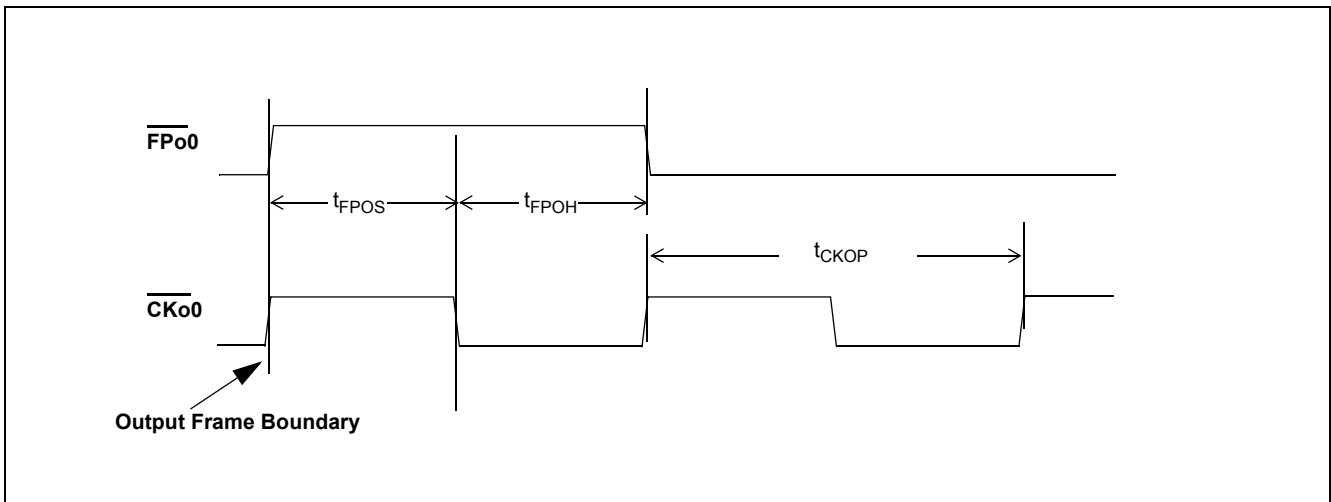 FPo0
tFPOS
tFPOH
tCKOP
CKo0
Output Frame Boundary